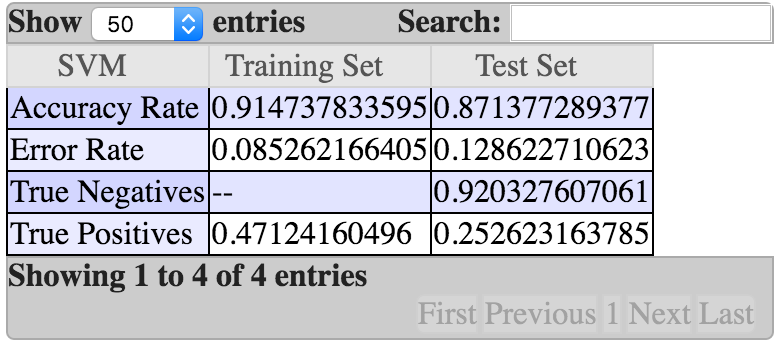 Show 50 entries Search:
SVM Training Set Test Set
Accuracy Rate 0.914737833595 0.871377289377
Error Rate 0.085262166405 0.128622710623
True Negatives -- 0.920327607061
True Positives 0.47124160496 0.252623163785
Showing 1 to 4 of 4 entries
First Previous 1 Next Last